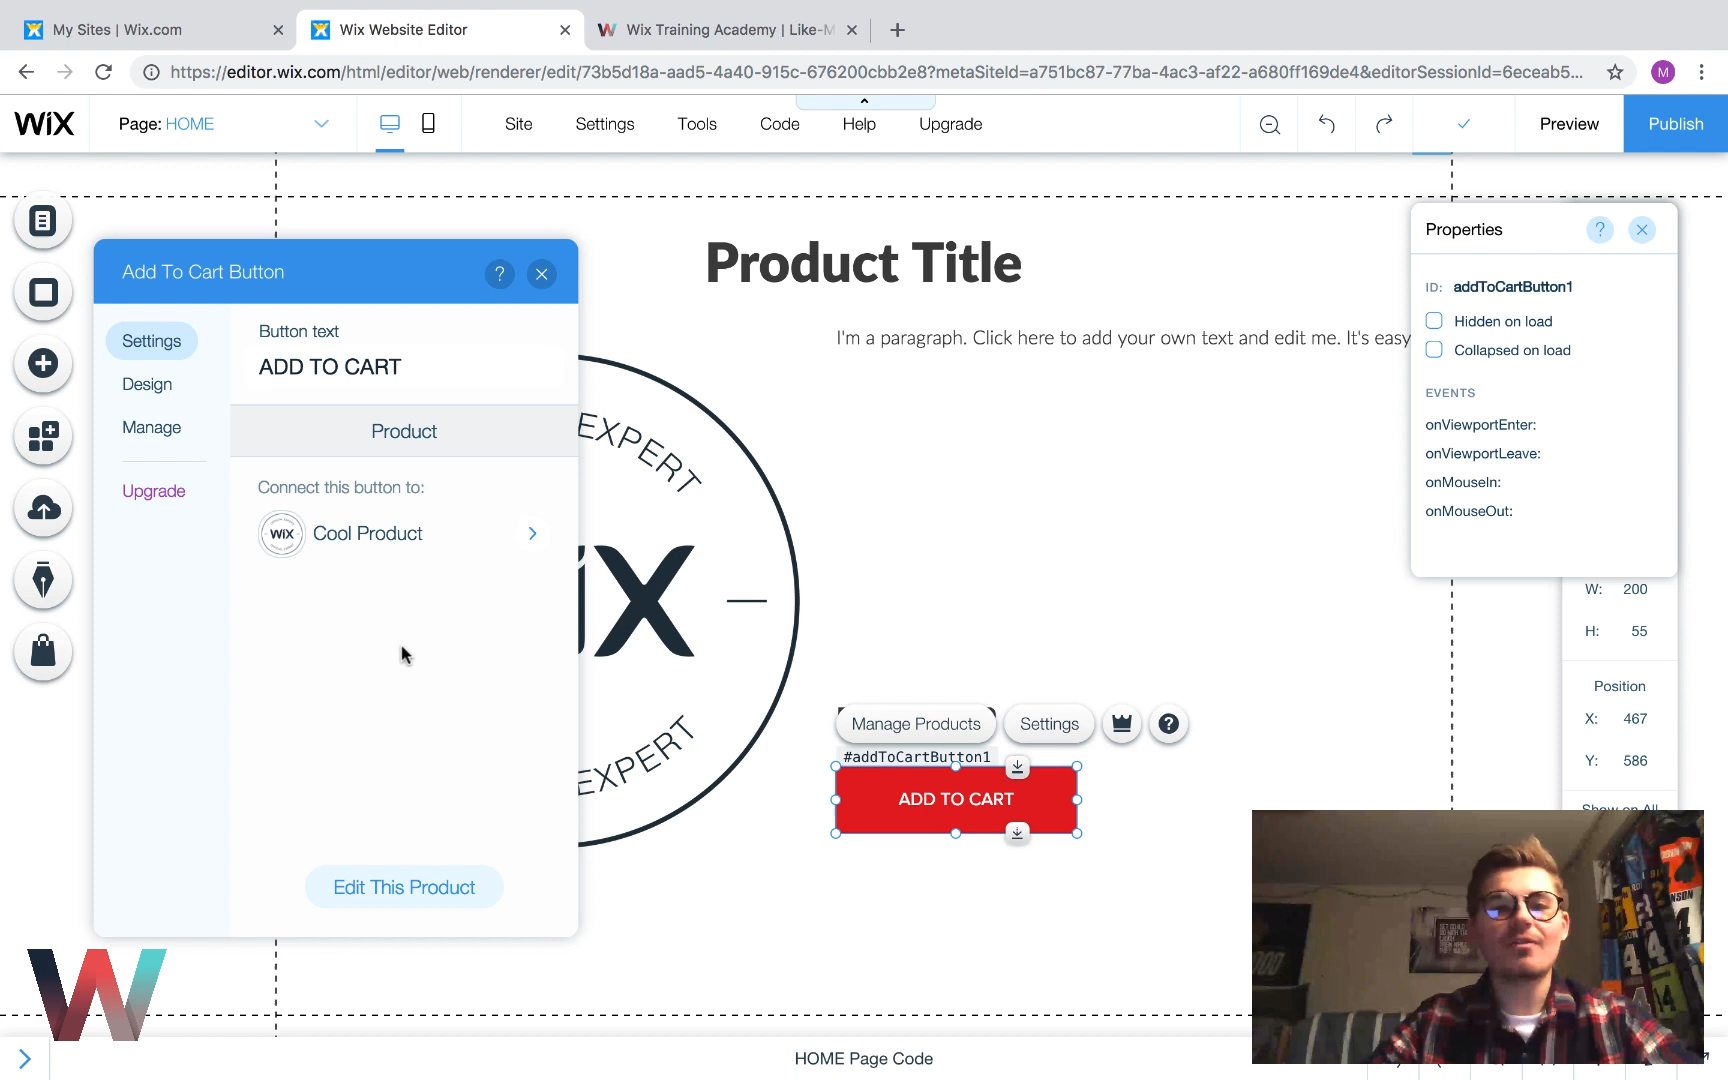 My Sites | Wix.com
Wix Website Editor
Wix Training Academy | Like-M
https://editor.wix.com/html/editor/web/renderer/edit/73b5d18a-aad5-4a40-915c-676200cbb2e8?metaSiteId=a751bc87-77ba-4ac3-af22-a680ff169de4&editorSessionId=6eceab5...
M
WiX
Page: HOME
Site
Settings
Tools
Code
Help
Upgrade
Preview
Publish
Add To Cart Button
?
Settings
Design
Manage
Upgrade
Button text
ADD TO CART
Product
Connect this button to:
WiX
Cool Product
Edit This Product
Product Title
I'm a paragraph. Click here to add your own text and edit me. It's easy
EXPERT
iX
EXPERT
Manage Products
Settings
?
#addToCartButton1
ADD TO CART
Properties
?
ID: addToCartButton1
Hidden on load
Collapsed on load
EVENTS
onViewportEnter:
onViewportLeave:
onMouseIn:
onMouseOut:
W: 200
H: 55
Position
X: 467
Y: 586
Show on All
W
HOME Page Code